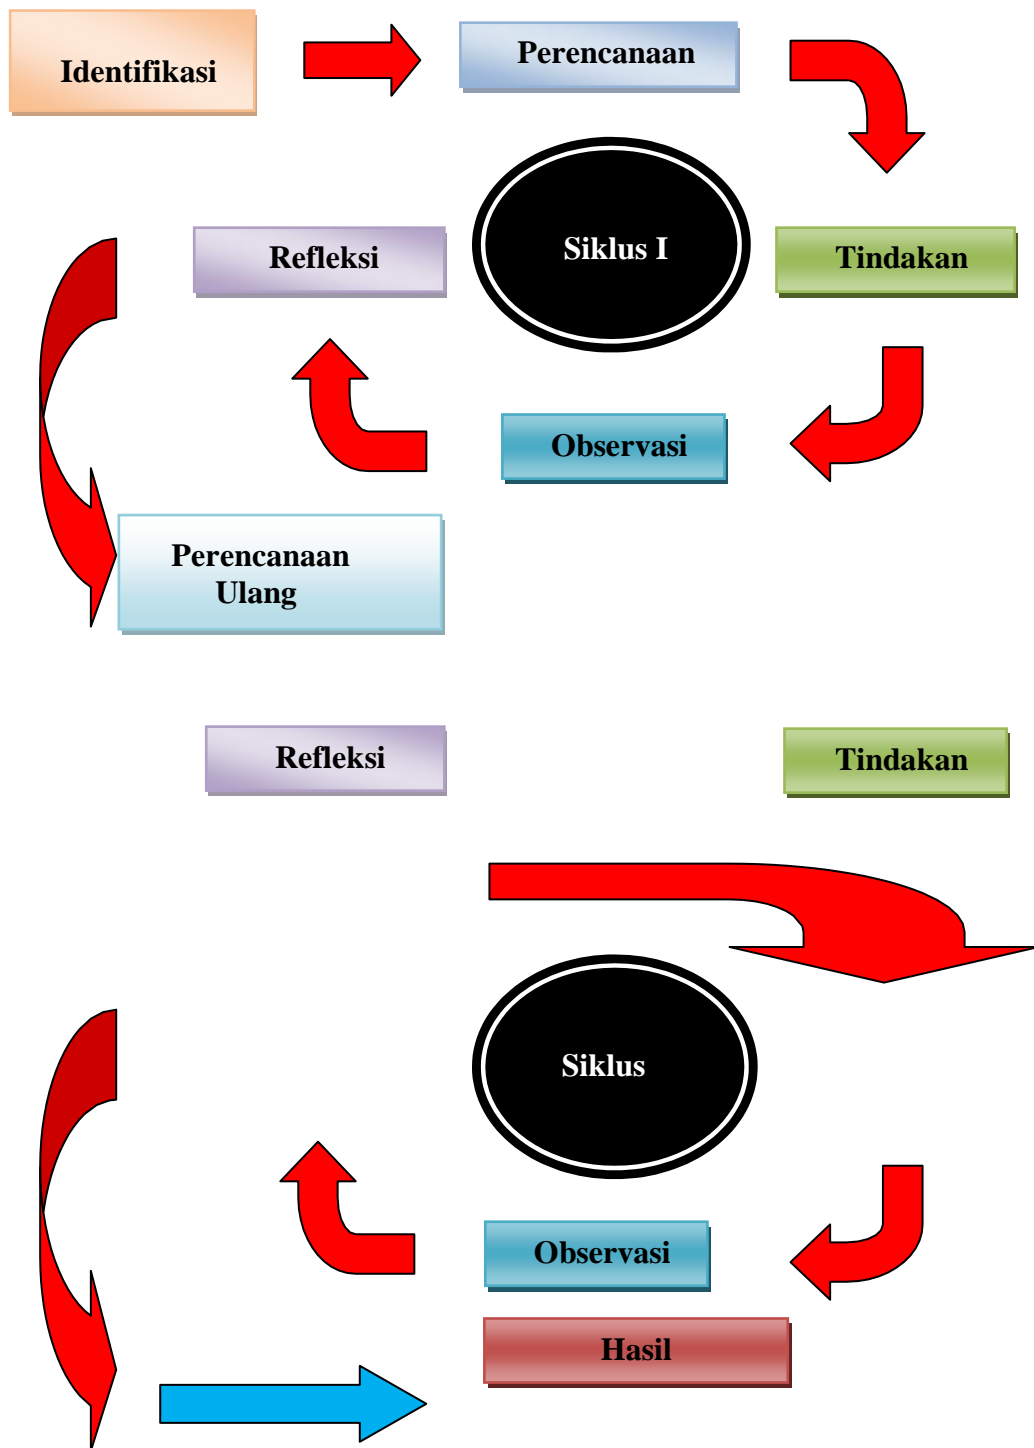 Identifikasi
Perencanaan
Refleksi
Siklus I
Tindakan
Observasi
Perencanaan
Ulang
Refleksi
Tindakan
Siklus
Observasi
Hasil